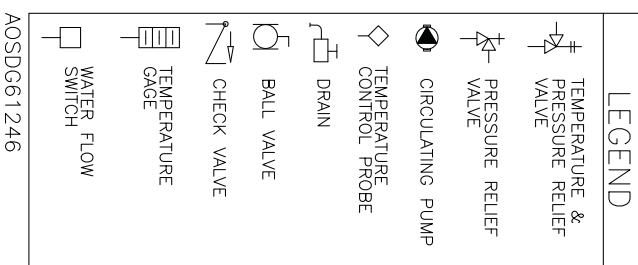 LEGEND
TEMPERATURE &
PRESSURE RELIEF
VALVE
PRESSURE RELIEF
VALVE
CIRCULATING PUMP
TEMPERATURE
CONTROL PROBE
DRAIN
BALL VALVE
CHECK VALVE
TEMPERATURE
GAGE
WATER FLOW
SWITCH
AOSDG61246